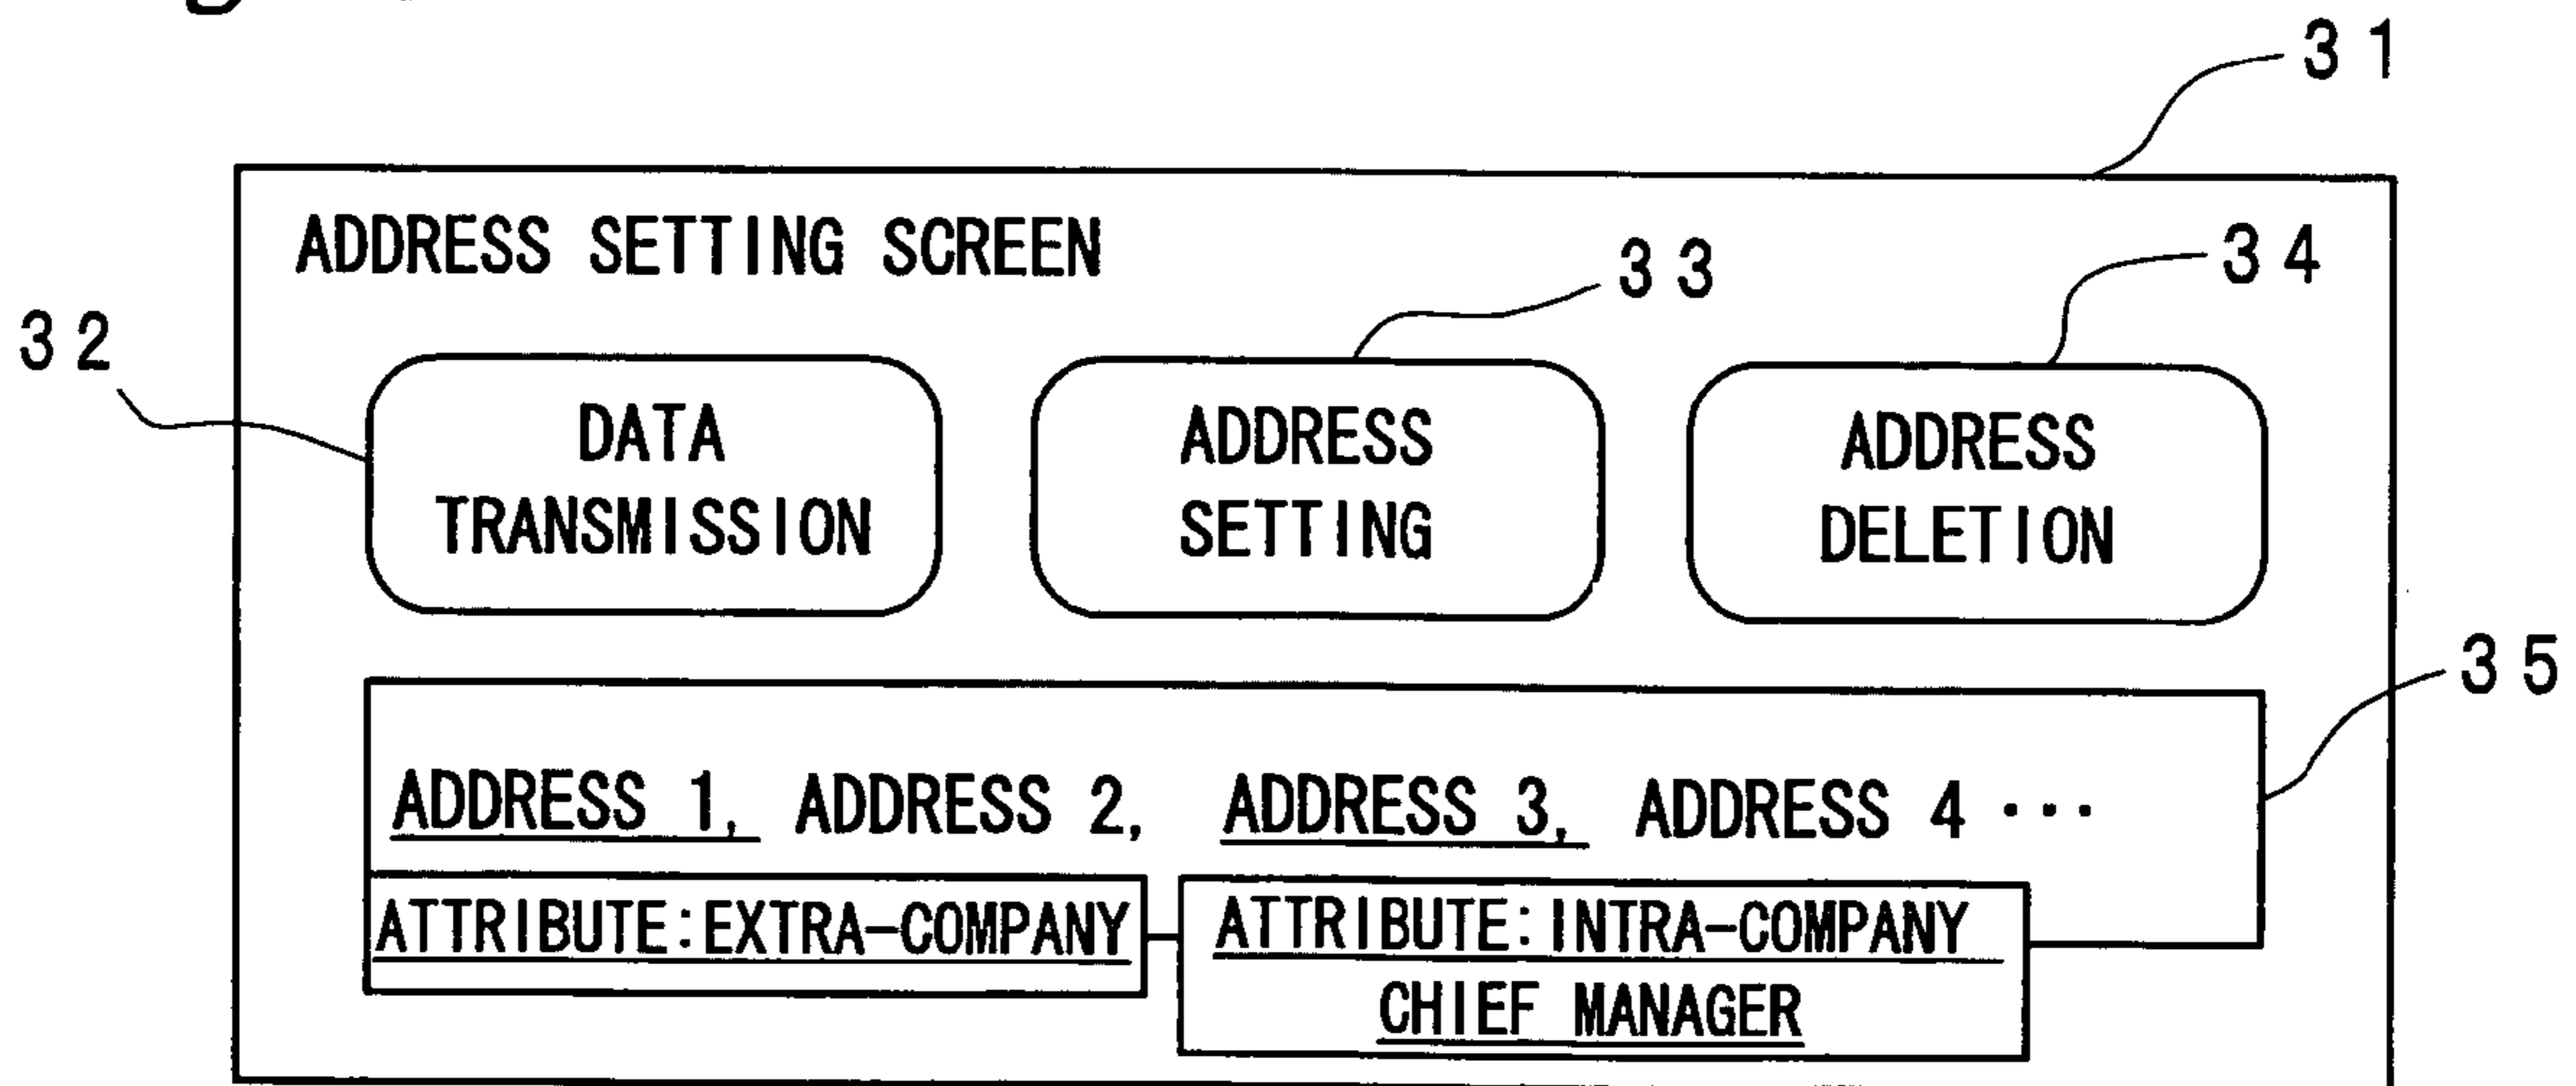 31
ADDRESS SETTING SCREEN
33
34
32
DATA
TRANSMISSION
ADDRESS
SETTING
ADDRESS
DELETION
35
ADDRESS 1, ADDRESS 2, ADDRESS 3, ADDRESS 4 ···
ATTRIBUTE:EXTRA-COMPANY
ATTRIBUTE:INTRA-COMPANY
CHIEF MANAGER